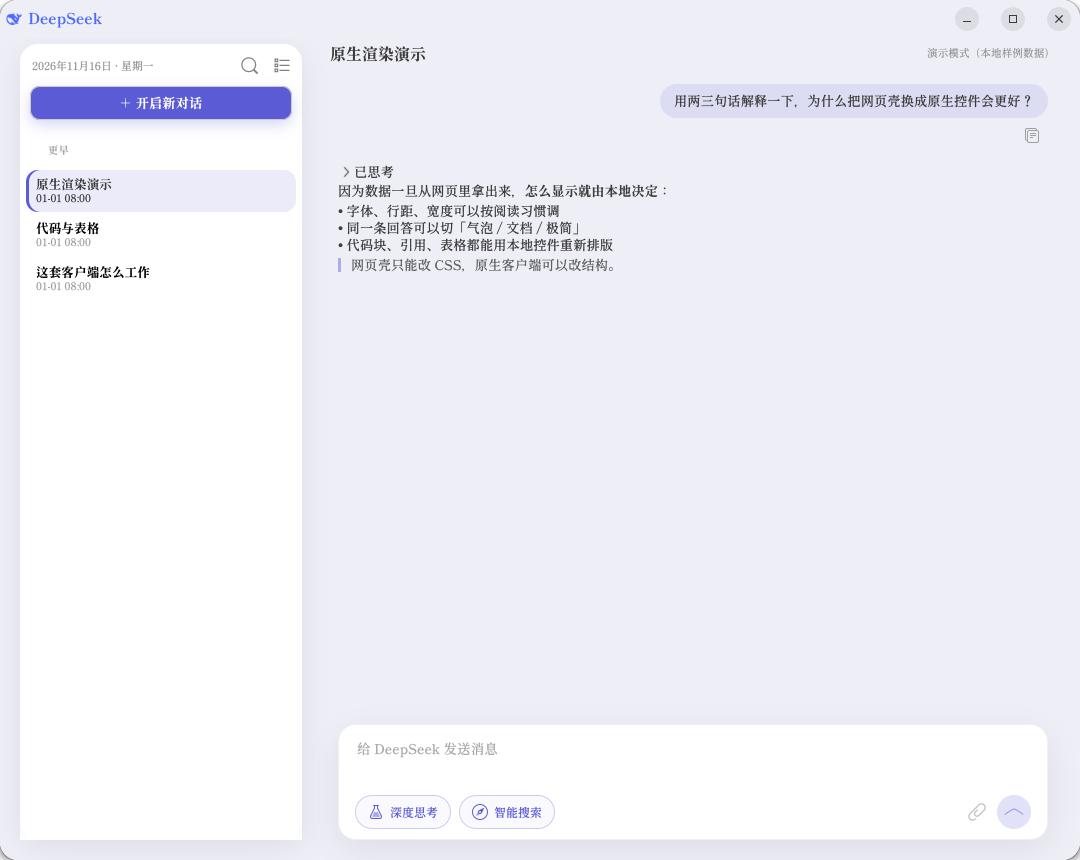 DeepSeek
2026年11月16日 · 星期一
+ 开启新对话
更早
原生渲染演示
01-01 08:00
代码与表格
01-01 08:00
这套客户端怎么工作
01-01 08:00
原生渲染演示
演示模式（本地样例数据）
用两三句话解释一下，为什么把网页壳换成原生控件会更好？
已思考
因为数据一旦从网页里拿出来，怎么显示就由本地决定：
• 字体、行距、宽度可以按阅读习惯调
• 同一条回答可以切「气泡 / 文档 / 极简」
• 代码块、引用、表格都能用本地控件重新排版
网页壳只能改 CSS，原生客户端可以改结构。
给 DeepSeek 发送消息
深度思考
智能搜索